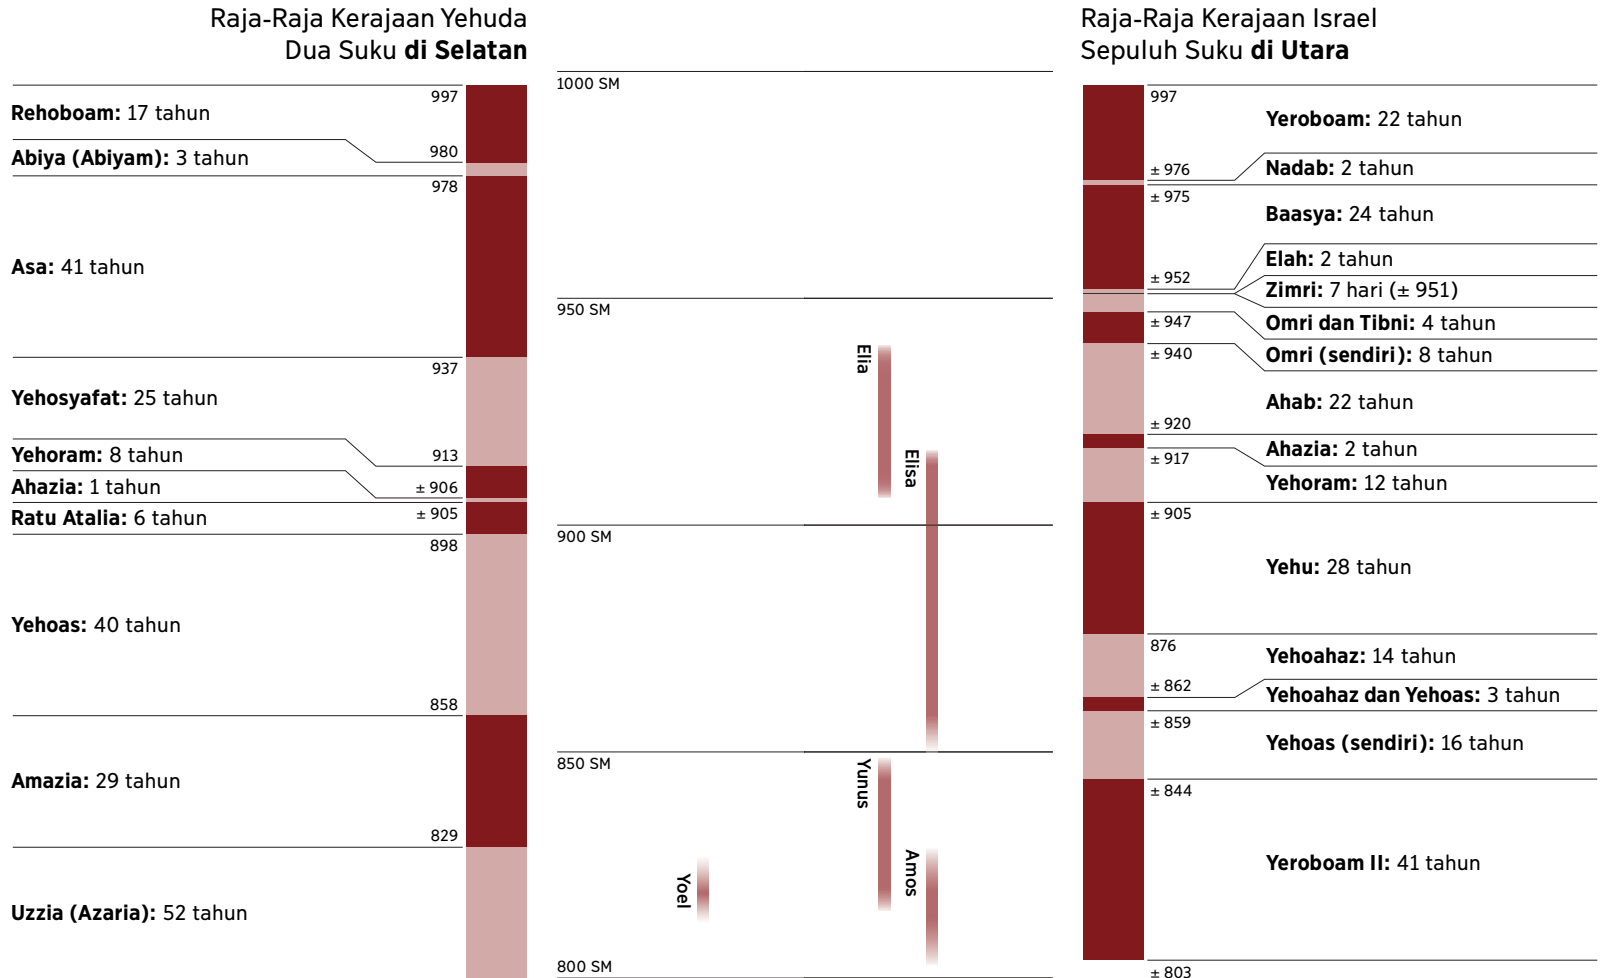 Raja-Raja Kerajaan Yehuda
Dua Suku di Selatan
997
Rehoboam: 17 tahun
980
Abiya (Abiyam): 3 tahun
978
Asa: 41 tahun
937
Yehosyafat: 25 tahun
913
Yehoram: 8 tahun
± 906
Ahazia: 1 tahun
± 905
Ratu Atalia: 6 tahun
898
Yehoas: 40 tahun
858
Amazia: 29 tahun
829
Uzzia (Azaria): 52 tahun
1000 SM
950 SM
Elia
Elisa
900 SM
850 SM
Yunus
Amos
Yoel
800 SM
Raja-Raja Kerajaan Israel
Sepuluh Suku di Utara
997
Yeroboam: 22 tahun
± 976
Nadab: 2 tahun
± 975
Baasya: 24 tahun
± 952
Elah: 2 tahun
Zimri: 7 hari (± 951)
± 947
Omri dan Tibni: 4 tahun
± 940
Omri (sendiri): 8 tahun
Ahab: 22 tahun
± 920
Ahazia: 2 tahun
± 917
Yehoram: 12 tahun
± 905
Yehu: 28 tahun
876
Yehoahaz: 14 tahun
± 862
Yehoahaz dan Yehoas: 3 tahun
± 859
Yehoas (sendiri): 16 tahun
± 844
Yeroboam II: 41 tahun
± 803